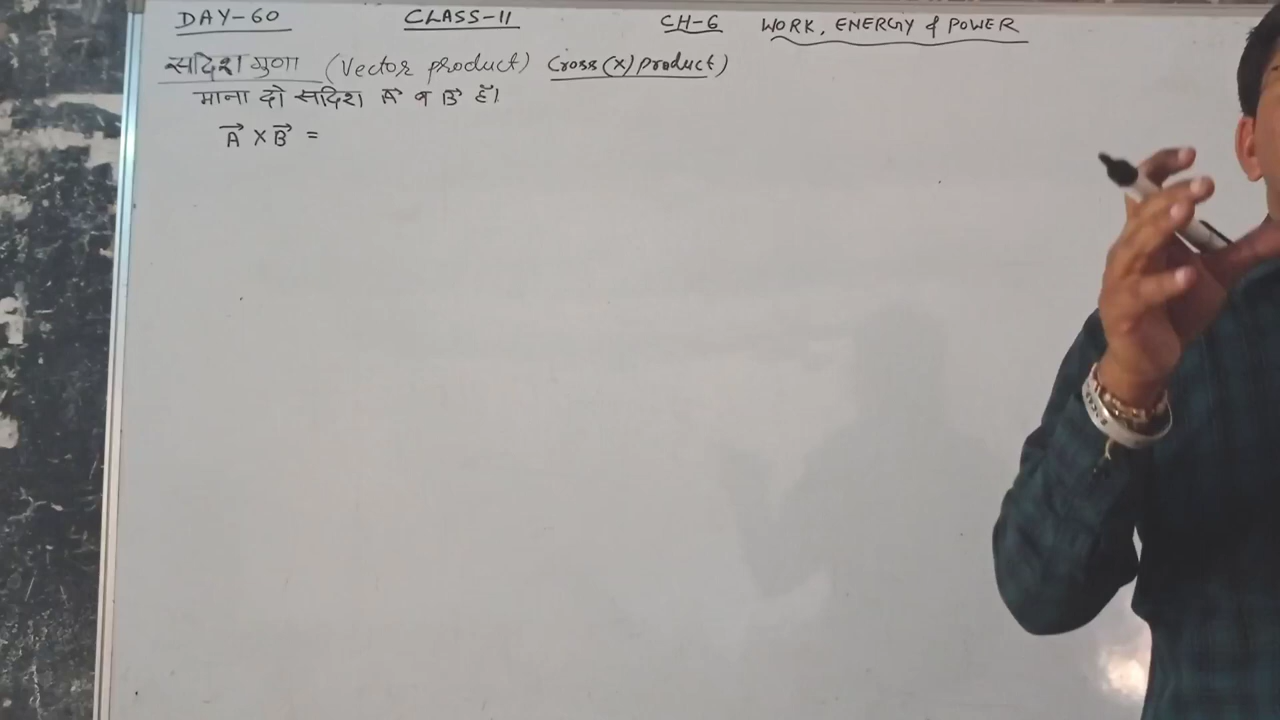 DAY-60 CLASS-11 CH-6 WORK, ENERGY & POWER
सदिश गुणा (Vector product) Cross(×) product)
माना दो सदिश A⃗ व B⃗ हैं।
A⃗ × B⃗ =